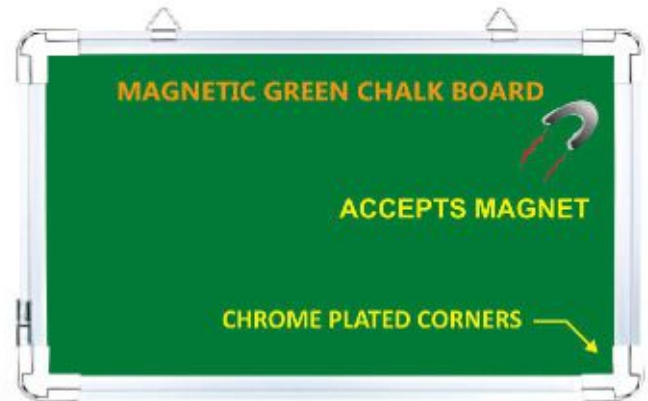 MAGNETIC GREEN CHALK BOARD
ACCEPTS MAGNET
CHROME PLATED CORNERS